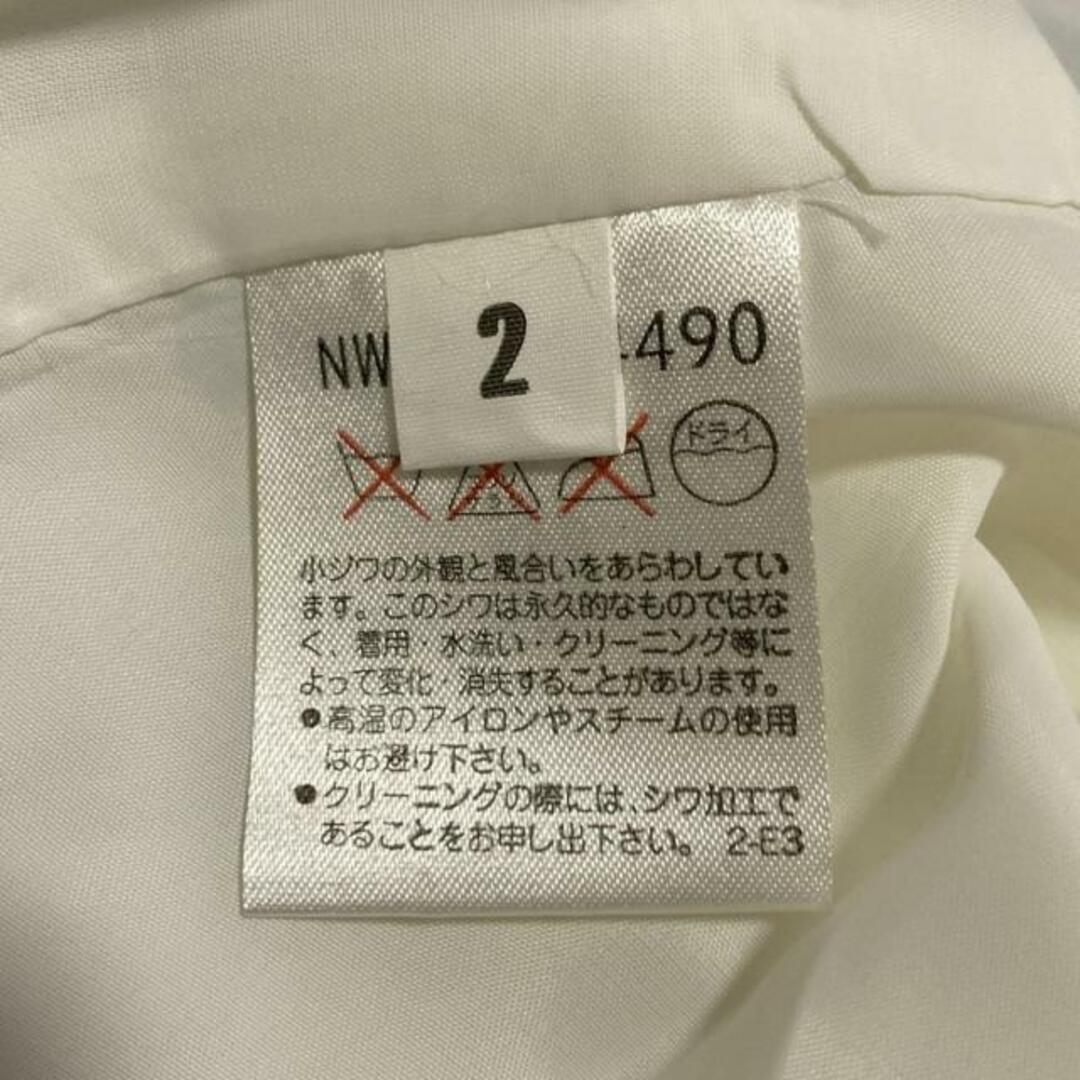 2
NW 490
ドライ
小ジワの外観と風合いをあらわしてい
ます。このシワは永久的なものではな
く、着用・水洗い・クリーニング等に
よって変化・消失することがあります。
●高温のアイロンやスチームの使用
はお避け下さい。
●クリーニングの際には、シワ加工で
あることをお申し出下さい。 2-E3